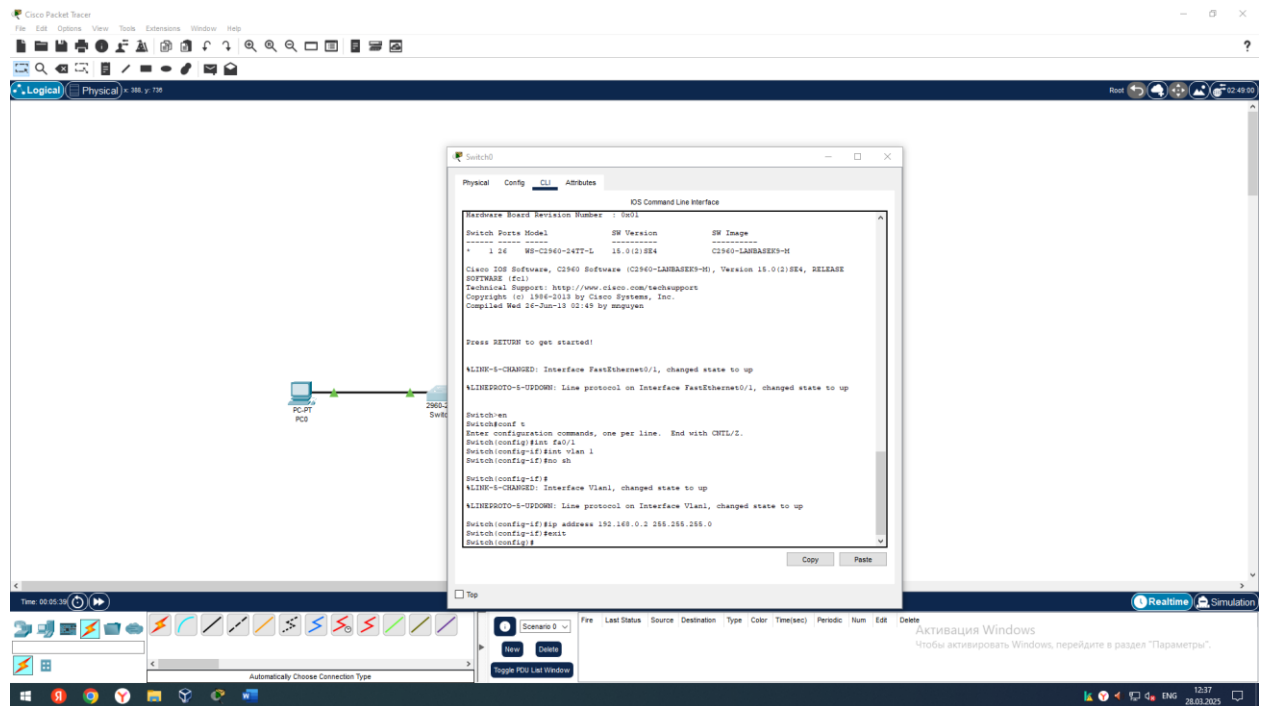 Cisco Packet Tracer
File Edit Options View Tools Extensions Window Help
?
Logical Physical x: 388, y: 736 Root 02:49:00
Switch0
Physical Config CLI Attributes
IOS Command Line Interface
Hardware Board Revision Number : 0x01
Switch Ports Model SW Version SW Image
------ ----- ----- ---------- ----------
* 1 26 WS-C2960-24TT-L 15.0(2)SE4 C2960-LANBASEK9-M
Cisco IOS Software, C2960 Software (C2960-LANBASEK9-M), Version 15.0(2)SE4, RELEASE
SOFTWARE (fc1)
Technical Support: http://www.cisco.com/techsupport
Copyright (c) 1986-2013 by Cisco Systems, Inc.
Compiled Wed 26-Jun-13 02:49 by mnguyen
Press RETURN to get started!
%LINK-5-CHANGED: Interface FastEthernet0/1, changed state to up
%LINEPROTO-5-UPDOWN: Line protocol on Interface FastEthernet0/1, changed state to up
Switch>en
Switch#conf t
Enter configuration commands, one per line. End with CNTL/Z.
Switch(config)#int fa0/1
Switch(config-if)#int vlan 1
Switch(config-if)#no sh
Switch(config-if)#
%LINK-5-CHANGED: Interface Vlan1, changed state to up
%LINEPROTO-5-UPDOWN: Line protocol on Interface Vlan1, changed state to up
Switch(config-if)#ip address 192.168.0.2 255.255.255.0
Switch(config-if)#exit
Switch(config)#
Copy Paste
Top
PC-PT
PC0
2960-2
Switc
Time: 00:05:39 Realtime Simulation
Scenario 0
New Delete
Toggle PDU List Window
Fire Last Status Source Destination Type Color Time(sec) Periodic Num Edit Delete
Активация Windows
Чтобы активировать Windows, перейдите в раздел "Параметры".
Automatically Choose Connection Type
ENG 12:37
28.03.2025